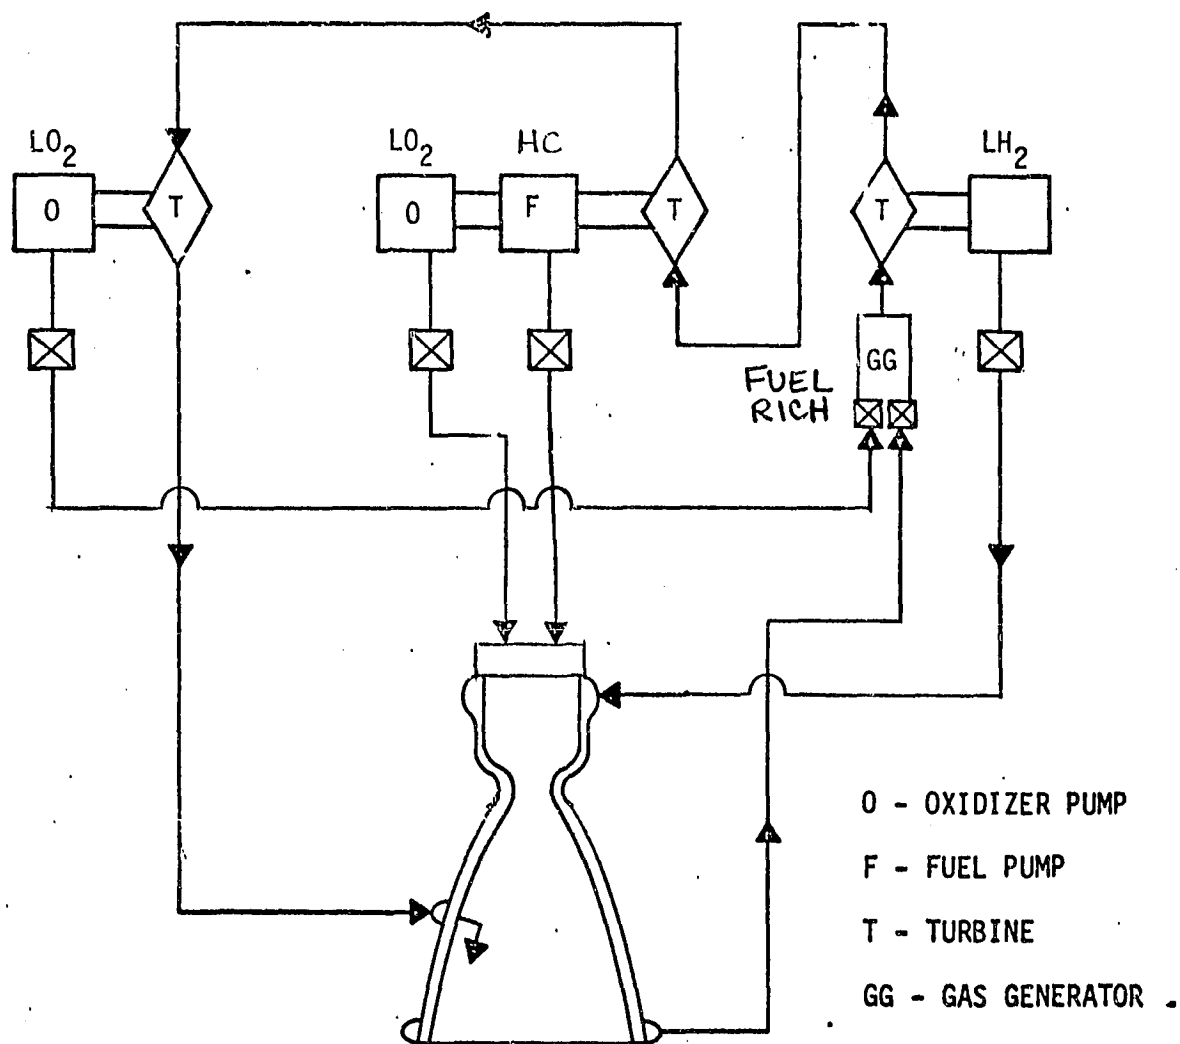 LO2
LO2
HC
LH2
O
T
O
F
T
T
GG
FUEL
RICH
O - OXIDIZER PUMP
F - FUEL PUMP
T - TURBINE
GG - GAS GENERATOR